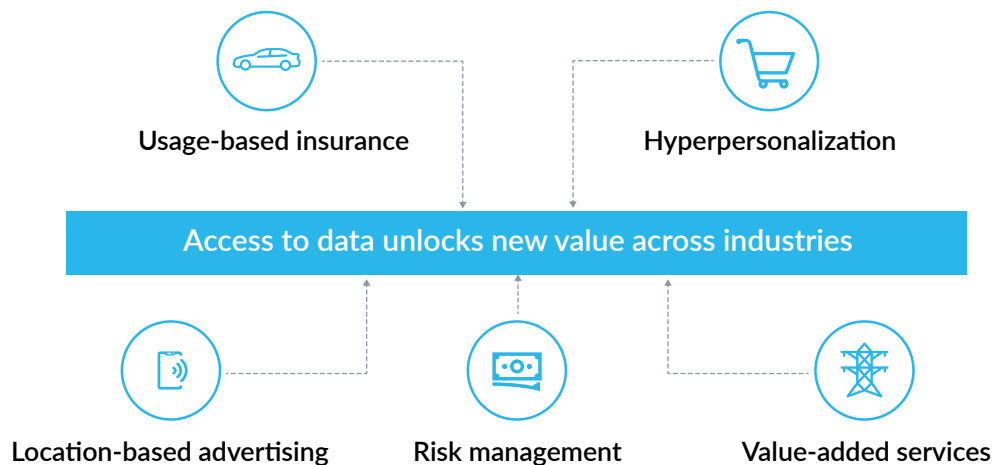 Usage-based insurance
Hyperpersonalization
Access to data unlocks new value across industries
Location-based advertising
Risk management
Value-added services